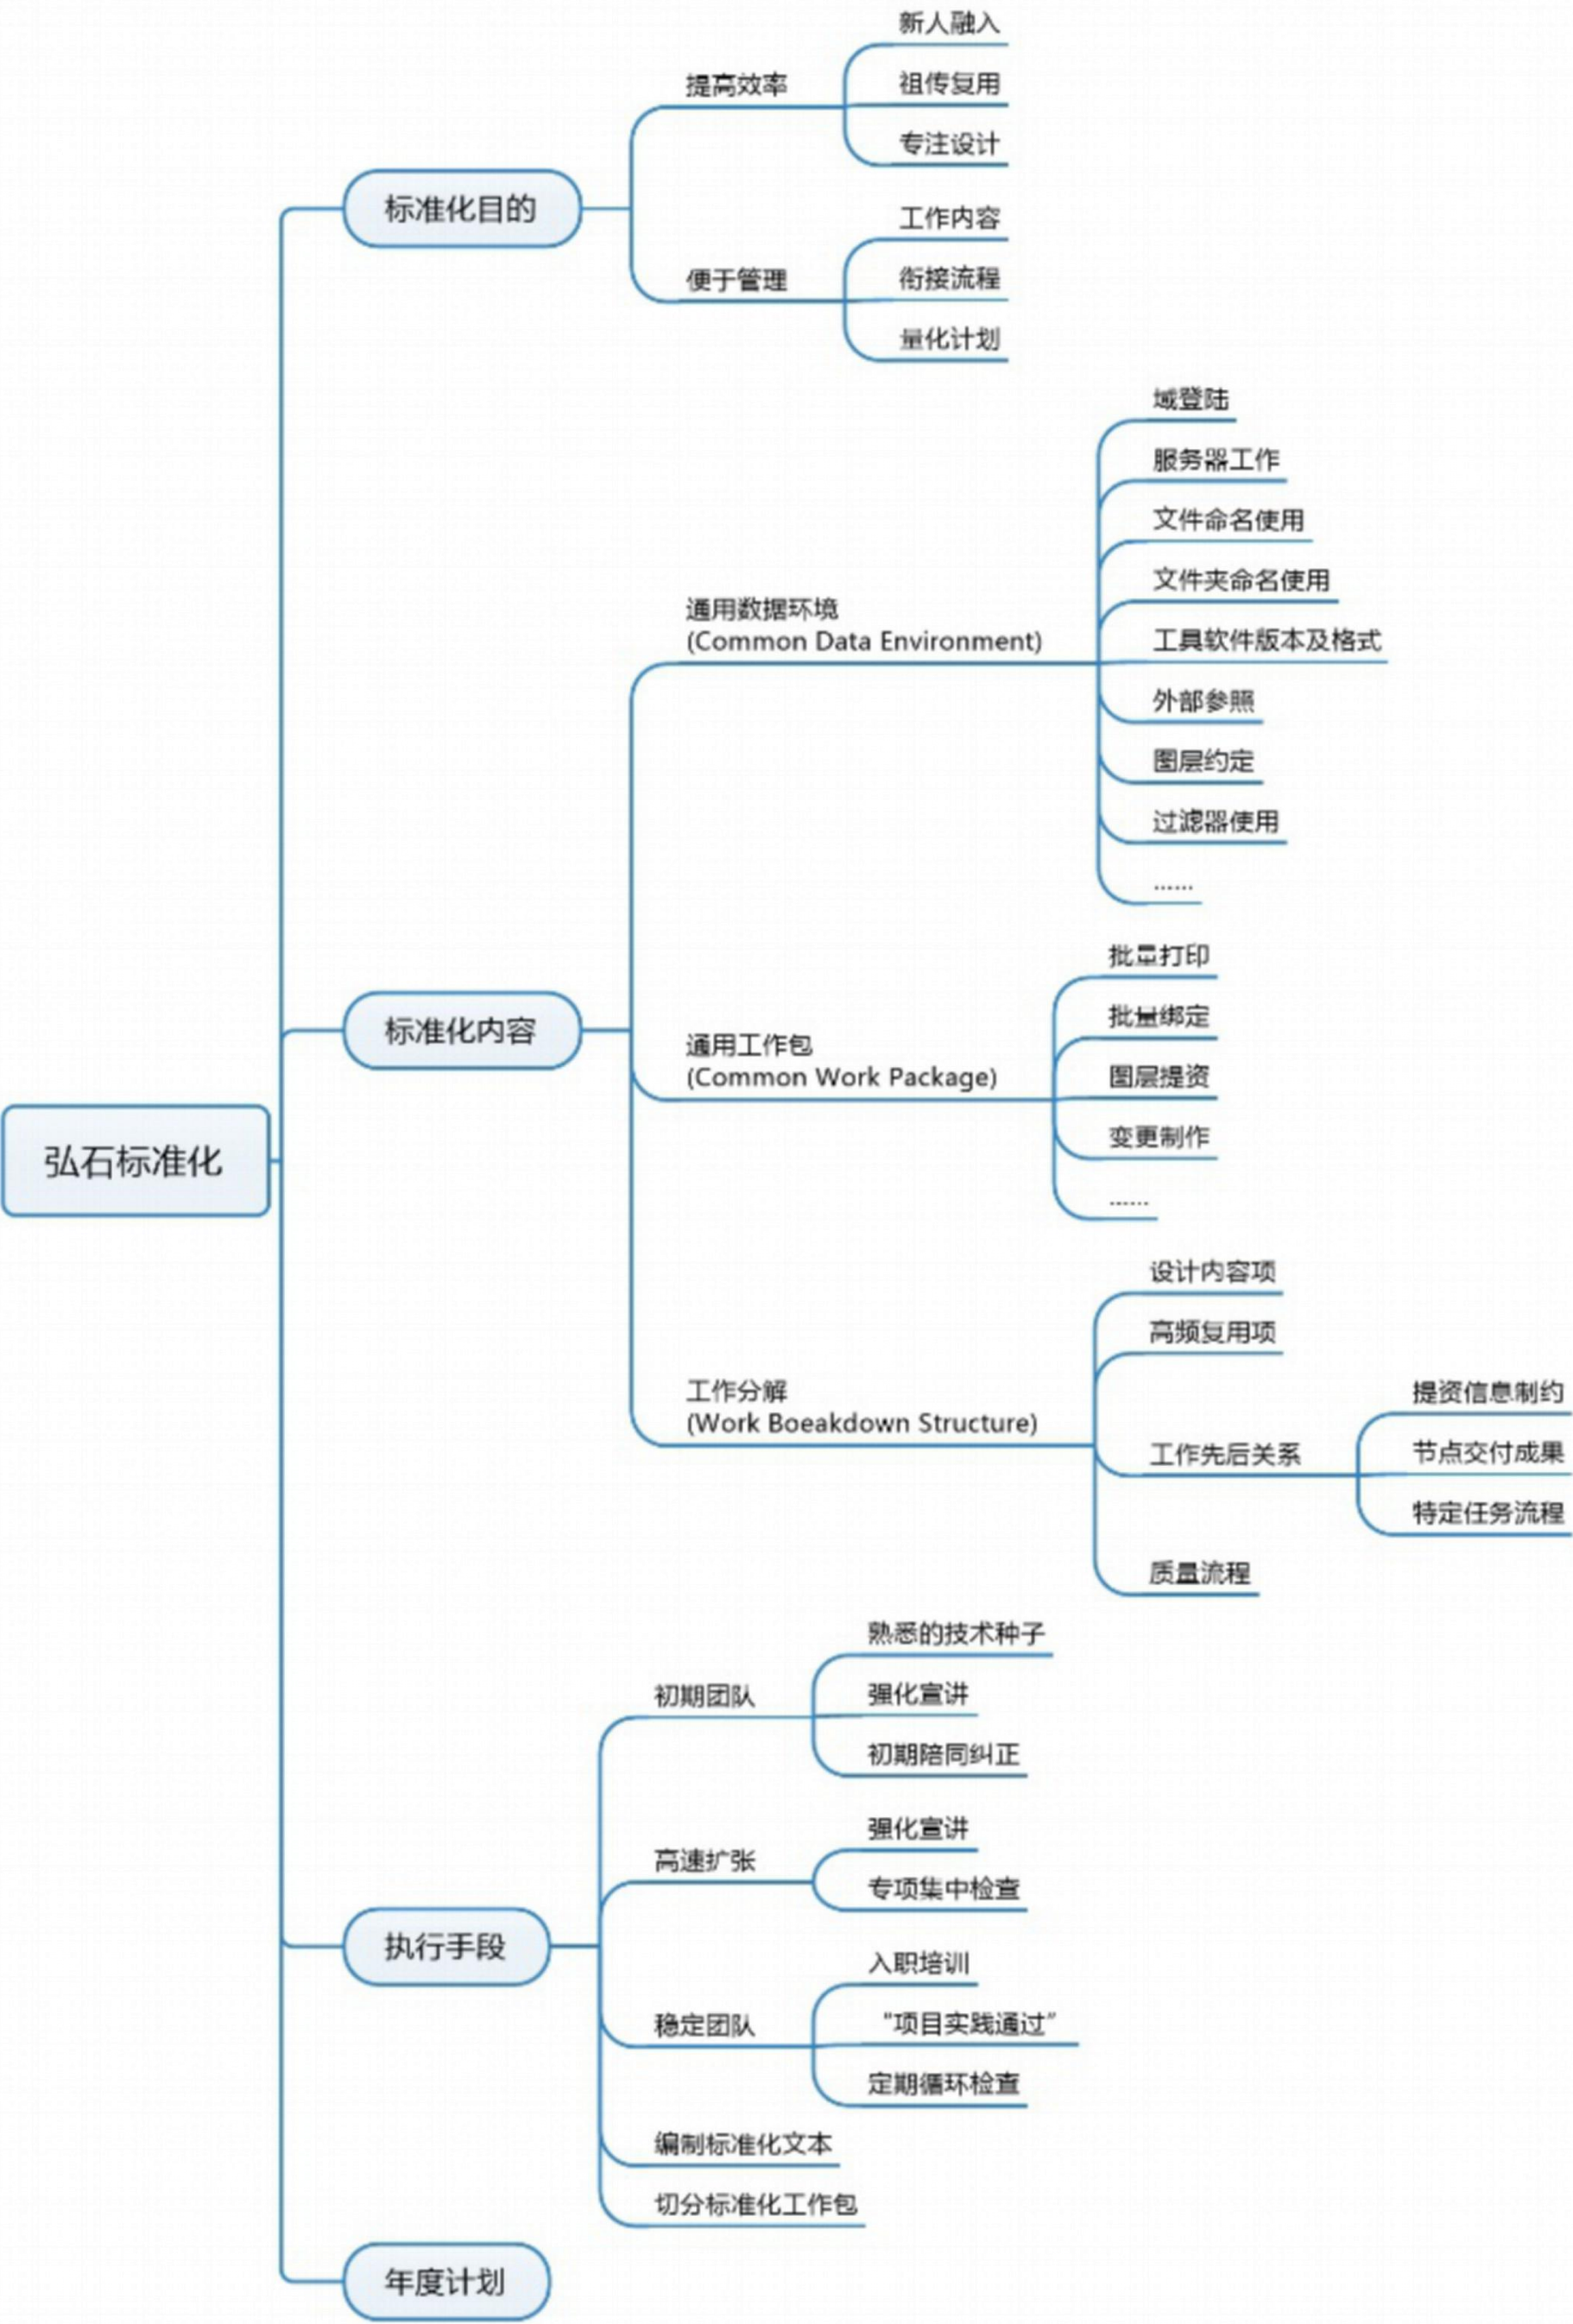 弘石标准化
标准化目的
提高效率
新人融入
祖传复用
专注设计
便于管理
工作内容
衔接流程
量化计划
标准化内容
通用数据环境
(Common Data Environment)
域登陆
服务器工作
文件命名使用
文件夹命名使用
工具软件版本及格式
外部参照
图层约定
过滤器使用
……
通用工作包
(Common Work Package)
批量打印
批量绑定
图层提资
变更制作
……
工作分解
(Work Boeakdown Structure)
设计内容项
高频复用项
工作先后关系
提资信息制约
节点交付成果
特定任务流程
质量流程
执行手段
初期团队
熟悉的技术种子
强化宣讲
初期陪同纠正
高速扩张
强化宣讲
专项集中检查
稳定团队
入职培训
“项目实践通过”
定期循环检查
编制标准化文本
切分标准化工作包
年度计划